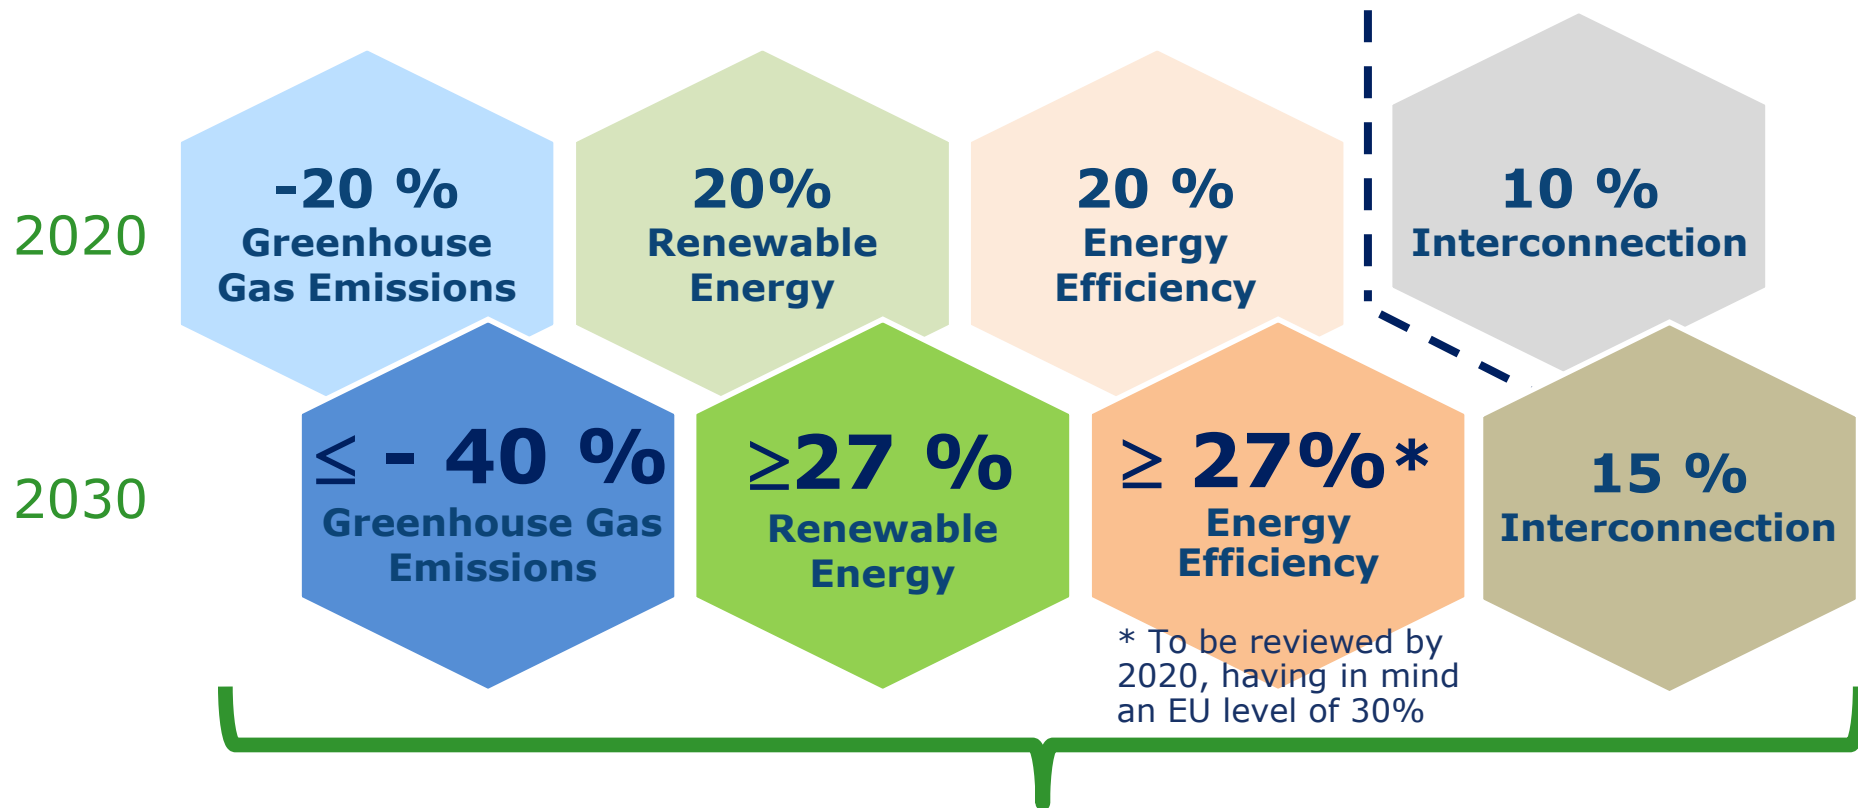 2020
-20 %
Greenhouse
Gas Emissions
20%
Renewable
Energy
20 %
Energy
Efficiency
10 %
Interconnection
2030
≤ - 40 %
Greenhouse Gas
Emissions
≥27 %
Renewable
Energy
≥ 27%*
Energy
Efficiency
* To be reviewed by
2020, having in mind
an EU level of 30%
15 %
Interconnection